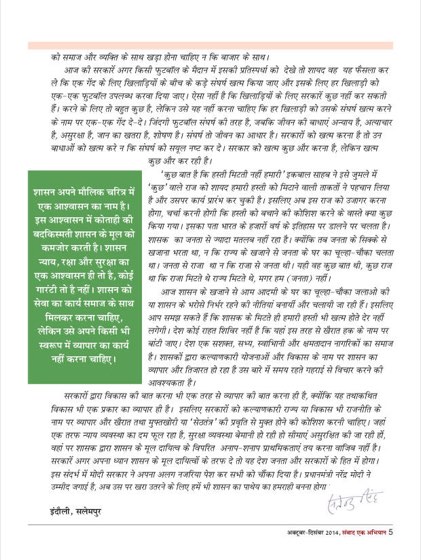 को समाज और व्यक्ति के साथ खड़ा होना चाहिए न कि बाजार के साथ।
आज की सरकारें अगर किसी फुटबॉल के मैदान में इसकी प्रतिस्पर्धा को देखे तो शायद वह यह फैसला कर
ले कि एक गेंद के लिए खिलाड़ियों के बीच के कड़े संघर्ष खत्म किया जाए और इसके लिए हर खिलाड़ी को
एक–एक फुटबॉल उपलब्ध करवा दिया जाए। ऐसा नहीं है कि खिलाड़ियों के लिए सरकारें कुछ नहीं कर सकती
हैं। करने के लिए तो बहुत कुछ है, लेकिन उसे यह नहीं करना चाहिए कि हर खिलाड़ी को उसके संघर्ष खत्म करने
के नाम पर एक–एक गेंद दे–दे। जिंदगी फुटबॉल संघर्ष की तरह है, जबकि जीवन की बाधाएं अन्याय है, अत्याचार
है, असुरक्षा है, जान का खतरा है, शोषण है। संघर्ष तो जीवन का आधार है। सरकारों को खत्म करना है तो उन
बाधाओं को खत्म करे न कि संघर्ष को समूल नष्ट कर दे। सरकार को खत्म कुछ और करना है, लेकिन खत्म
कुछ और कर रही है।
'कुछ बात है कि हस्ती मिटती नहीं हमारी' इकबाल साहब ने इसे जुमले में
'कुछ' वाले राज को शायद हमारी हस्ती को मिटाने वाली ताकतों ने पहचान लिया
है और उसपर कार्य प्रारंभ कर चुकी है। इसलिए अब इस राज को उजागर करना
होगा, चर्चा करनी होगी कि हस्ती को बचाने की कोशिश करने के वास्ते क्या कुछ
किया गया। इसका पता भारत के हजारों वर्ष के इतिहास पर डालने पर चलता है।
शासक का जनता से ज्यादा मतलब नहीं रहा है। क्योंकि तब जनता के सिक्के से
खजाना भरता था, न कि राज्य के खजाने से जनता के घर का चूल्हा–चौका चलता
था। जनता से राजा था न कि राजा से जनता थी। यही वह कुछ बात थी, कुछ राज
था कि राजा मिटते थे राज्य मिटते थे, मगर हम (जनता) नहीं।
आज शासन के खजाने से आम आदमी के घर का चूल्हा–चौका जलाओ की
या शासन के भरोसे निर्भर रहने की नीतियां बनायीं और चलायी जा रहीं हैं। इसलिए
आप समझ सकते हैं कि शासक के मिटते ही हमारी हस्ती भी खत्म होते देर नहीं
लगेगी। देश कोई राहत शिविर नहीं है कि यहां इस तरह से खैरात हक के नाम पर
बांटी जाए। देश एक सशक्त, सभ्य, स्वाभिमानी और क्षमतावान नागरिकों का समाज
है। शासकों द्वारा कल्याणकारी योजनाओं और विकास के नाम पर शासन का
व्यापार और तिजारत हो रहा है उस बारे में समय रहते गहराई से विचार करने की
आवश्यकता है।
शासन अपने मौलिक चरित्र में
एक आश्वासन का नाम है।
इस आश्वासन में कोताही की
बदकिस्मती शासन के मूल को
कमजोर करती है। शासन
न्याय, रक्षा और सुरक्षा का
एक आश्वासन ही तो है, कोई
गारंटी तो है नहीं। शासन को
सेवा का कार्य समाज के साथ
मिलकर करना चाहिए,
लेकिन उसे अपने किसी भी
स्वरूप में व्यापार का कार्य
नहीं करना चाहिए।
सरकारों द्वारा विकास की बात करना भी एक तरह से व्यापार की बात करना ही है, क्योंकि यह तथाकथित
विकास भी एक प्रकार का व्यापार ही है। इसलिए सरकारों को कल्याणकारी राज्य या विकास भी राजनीति के
नाम पर व्यापार और खैरात तथा मुफ्तखोरी या 'सेठतंत्र' की प्रवृति से मुक्त होने की कोशिश करनी चाहिए। जहां
एक तरफ न्याय व्यवस्था का दम फूल रहा है, सुरक्षा व्यवस्था बेमानी हो रही हो सीमाएं असुरक्षित की जा रही हों,
वहां पर शासक द्वारा शासन के मूल दायित्व के विपरित अनाप–शनाप प्राथमिकताएं तय करना वाजिब नहीं है।
सरकारें अगर अपना ध्यान शासन के मूल दायित्वों के तरफ दे तो यह देश जनता और सरकारों के हित में होगा।
इस संदर्भ में मोदी सरकार ने अपना अलग नजरिया पेश कर सभी को चौंका दिया है। प्रधानमंत्री नरेंद्र मोदी ने
उम्मीद जगाई है, अब उस पर खरा उतरने के लिए हमें भी शासन का पाथेय का हमराही बनना होगा
इंदौली, सलेमपुर
अक्टूबर-दिसंबर 2014, संवाद एक अभियान 5